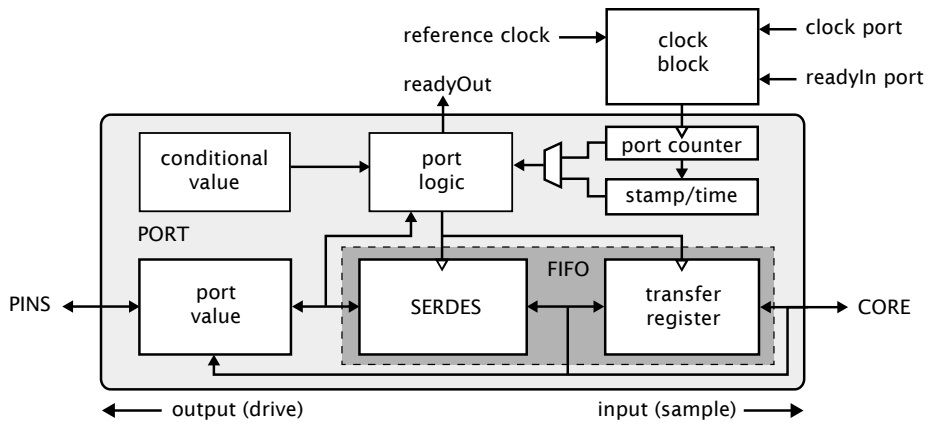 reference clock
clock
block
clock port
readyIn port
readyOut
conditional
value
port
logic
port counter
stamp/time
PORT
FIFO
PINS
port
value
SERDES
transfer
register
CORE
output (drive)
input (sample)